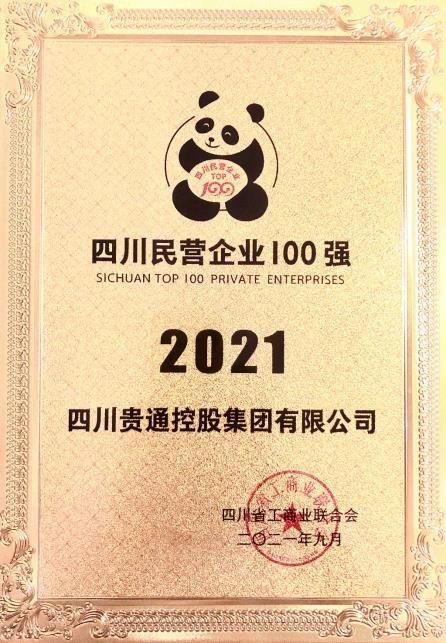 四川民营企业
TOP
100
四川民营企业100强
SICHUAN TOP 100 PRIVATE ENTERPRISES
2021
四川贵通控股集团有限公司
四川省工商业联合会
二〇二一年九月